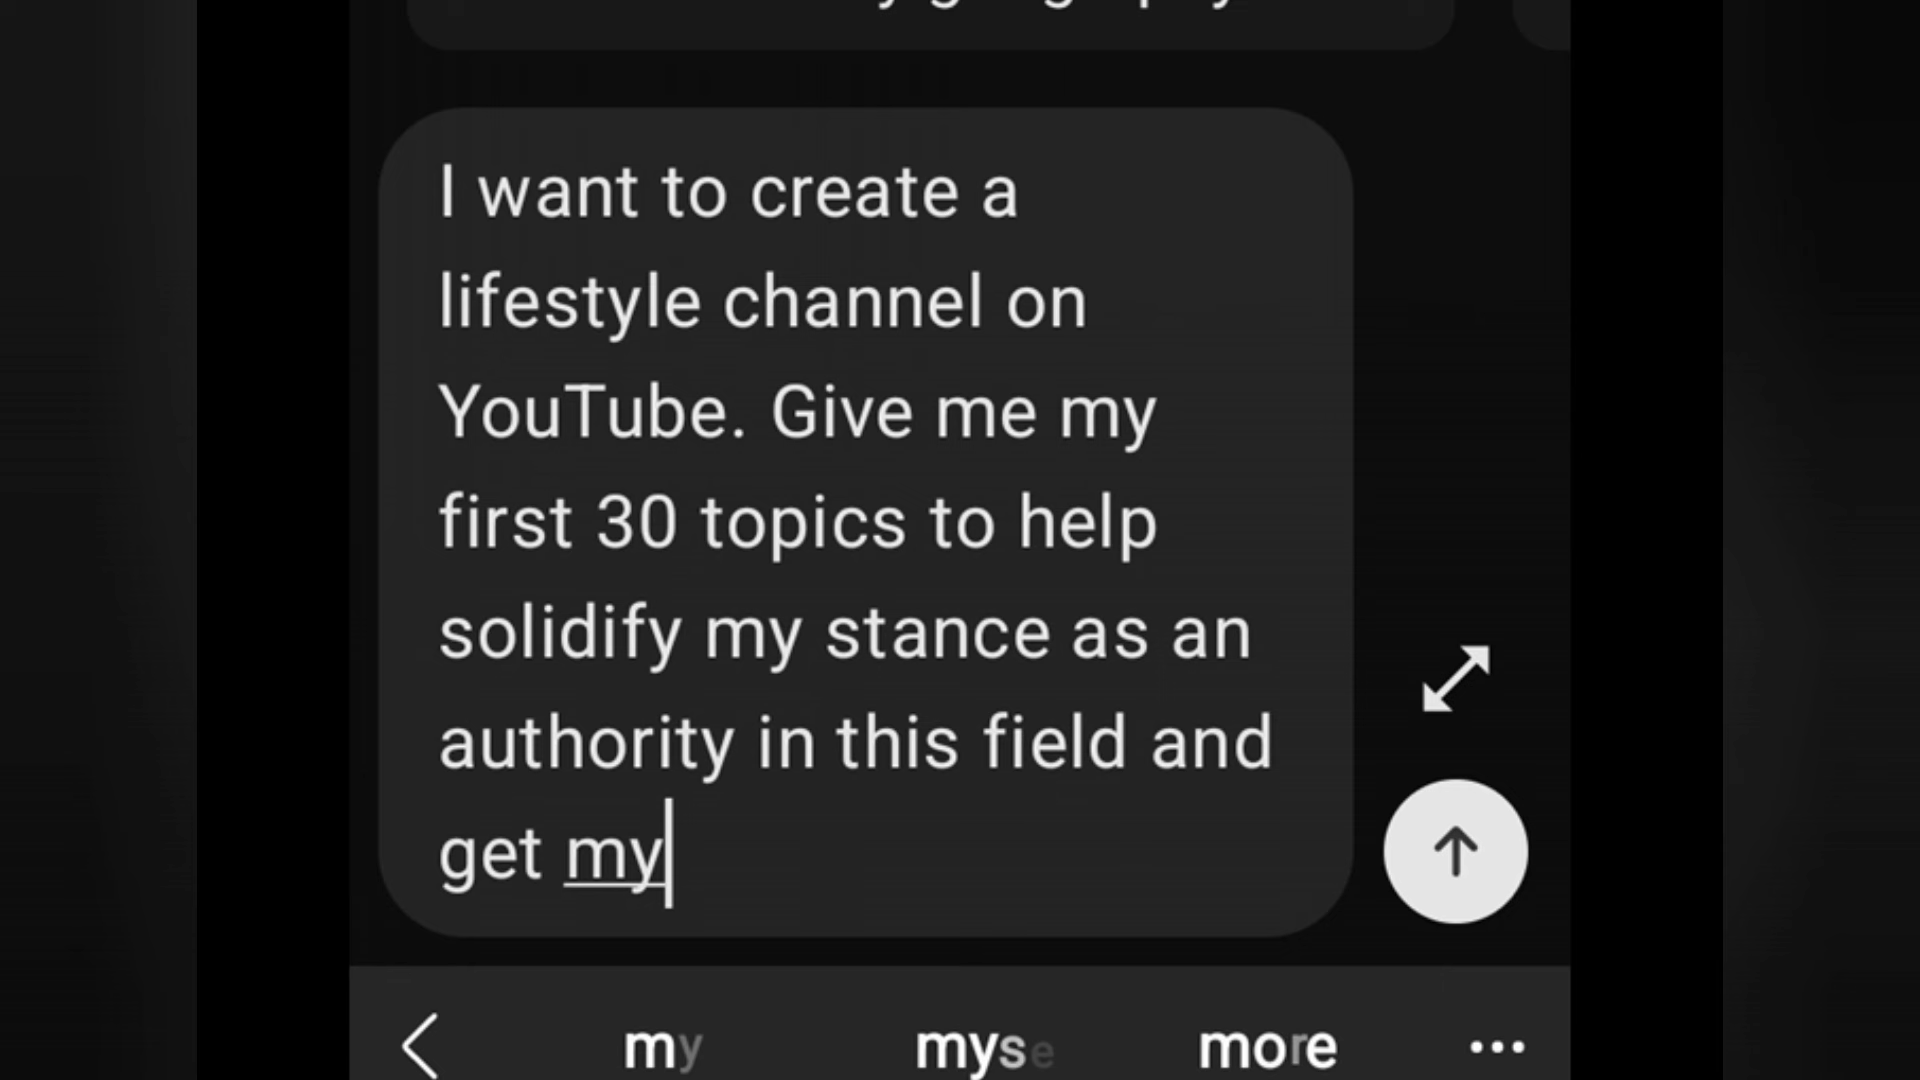 I want to create a
lifestyle channel on
YouTube. Give me my
first 30 topics to help
solidify my stance as an
authority in this field and
get my
my
myse
more